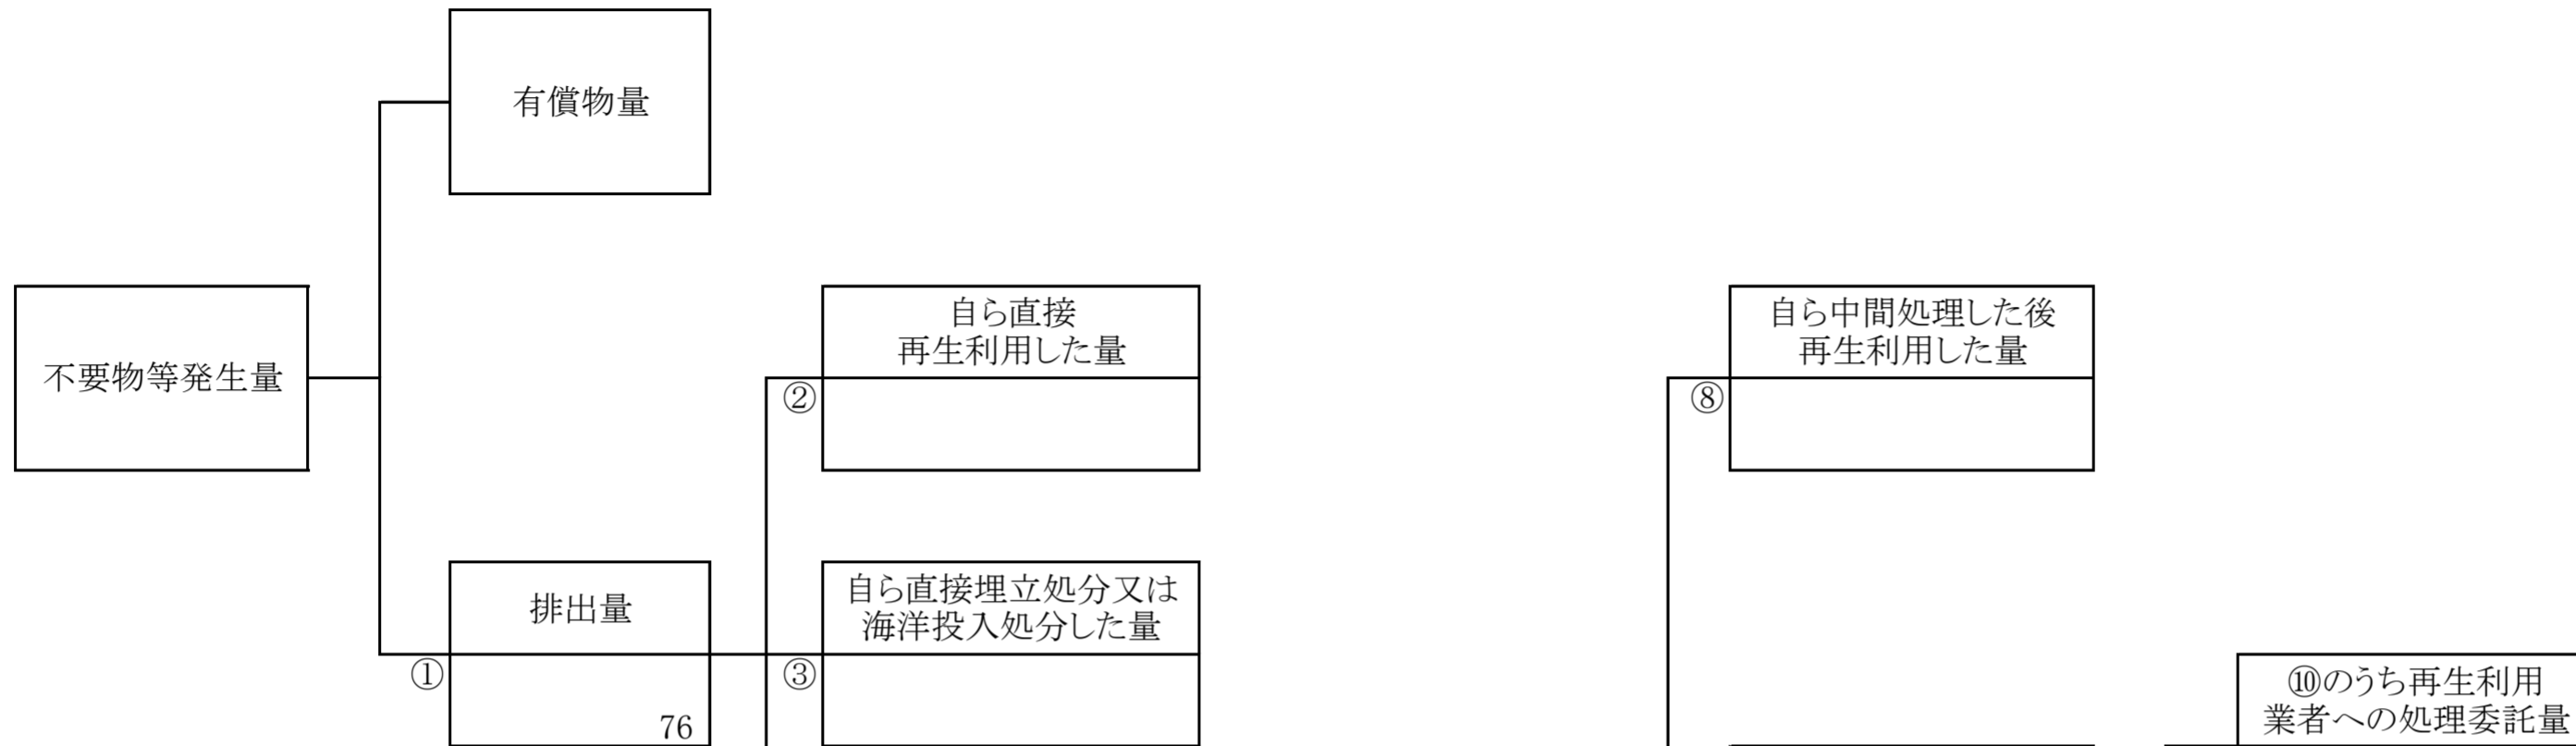 有償物量
不要物等発生量
自ら直接
再生利用した量
②
自ら中間処理した後
再生利用した量
⑧
排出量
①
76
自ら直接埋立処分又は
海洋投入処分した量
③
⑩のうち再生利用
業者への処理委託量